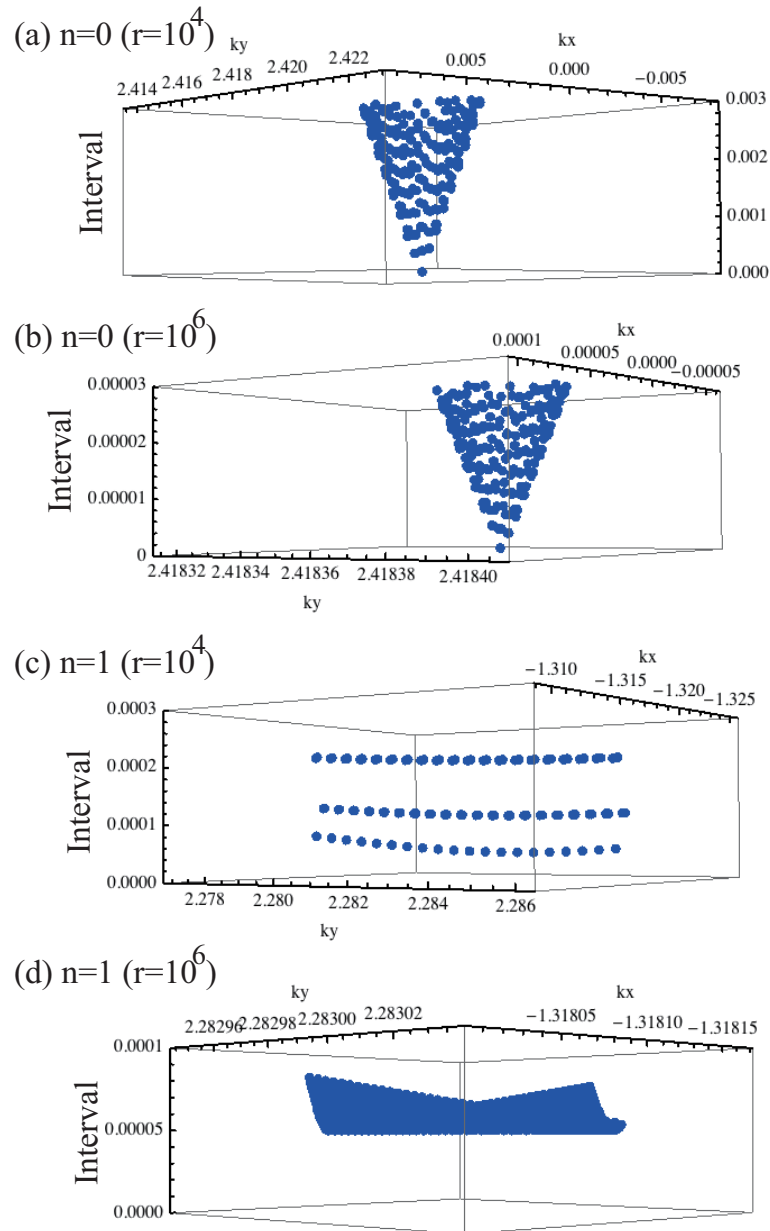 (a) n=0 (r=10^4)
ky
kx
2.414 2.416 2.418 2.420 2.422
0.005 0.000 −0.005
Interval
0.003
0.002
0.001
0.000
(b) n=0 (r=10^6)
kx
0.0001 0.00005 0.0000 −0.00005
Interval
0.00003
0.00002
0.00001
0
2.41832 2.41834 2.41836 2.41838 2.41840
ky
(c) n=1 (r=10^4)
kx
−1.310 −1.315 −1.320 −1.325
Interval
0.0003
0.0002
0.0001
0.0000
2.278 2.280 2.282 2.284 2.286
ky
(d) n=1 (r=10^6)
ky
kx
2.28296 2.28298 2.28300 2.28302
−1.31805 −1.31810 −1.31815
Interval
0.0001
0.00005
0.0000